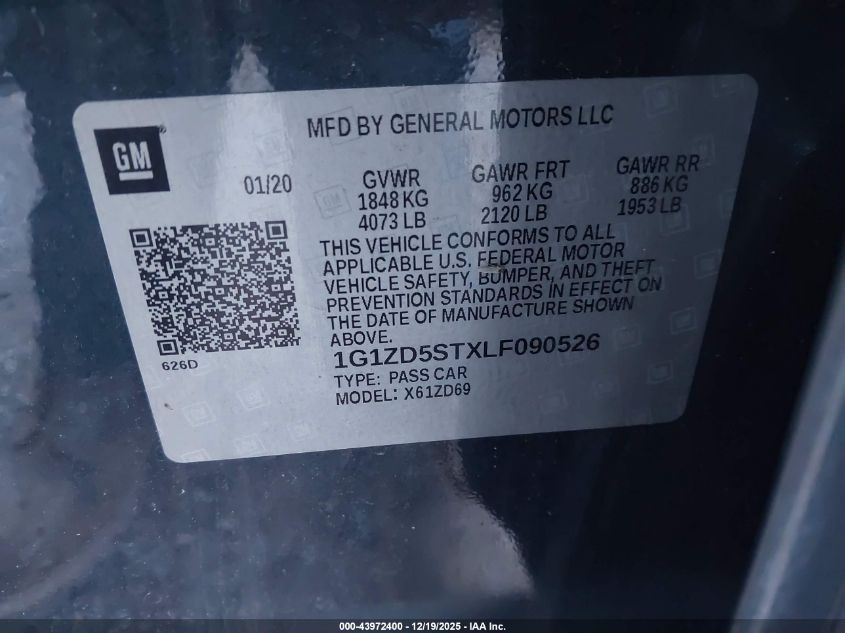 MFD BY GENERAL MOTORS LLC
GM
®
01/20
GVWR
1848 KG
4073 LB
GAWR FRT
962 KG
2120 LB
GAWR RR
886 KG
1953 LB
THIS VEHICLE CONFORMS TO ALL
APPLICABLE U.S. FEDERAL MOTOR
VEHICLE SAFETY, BUMPER, AND THEFT
PREVENTION STANDARDS IN EFFECT ON
THE DATE OF MANUFACTURE SHOWN
ABOVE.
626D
1G1ZD5STXLF090526
TYPE: PASS CAR
MODEL: X61ZD69
000-43972400 - 12/19/2025 - IAA Inc.